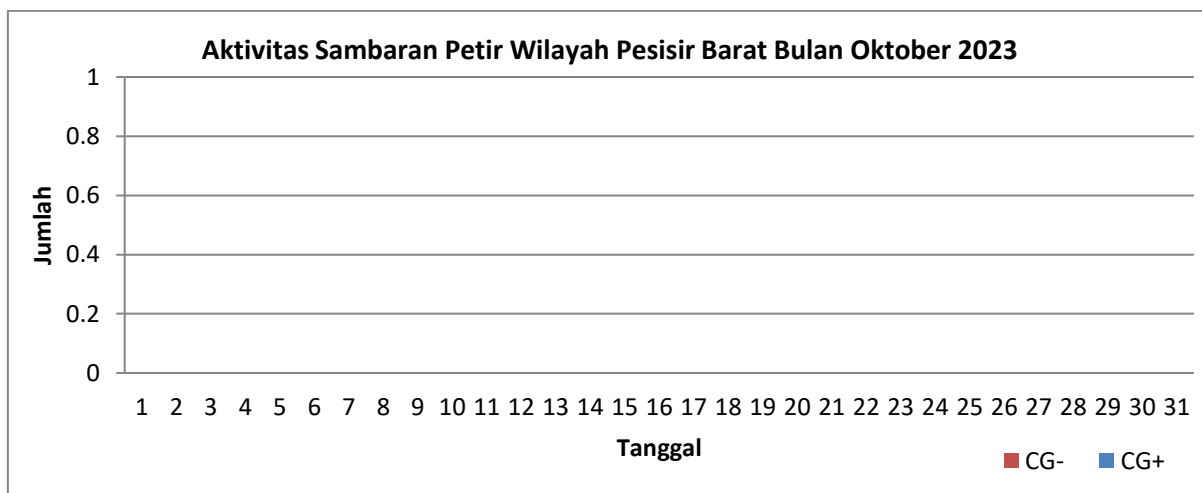 Aktivitas Sambaran Petir Wilayah Pesisir Barat Bulan Oktober 2023
Jumlah
1
0.8
0.6
0.4
0.2
0
1 2 3 4 5 6 7 8 9 10 11 12 13 14 15 16 17 18 19 20 21 22 23 24 25 26 27 28 29 30 31
Tanggal
CG- CG+